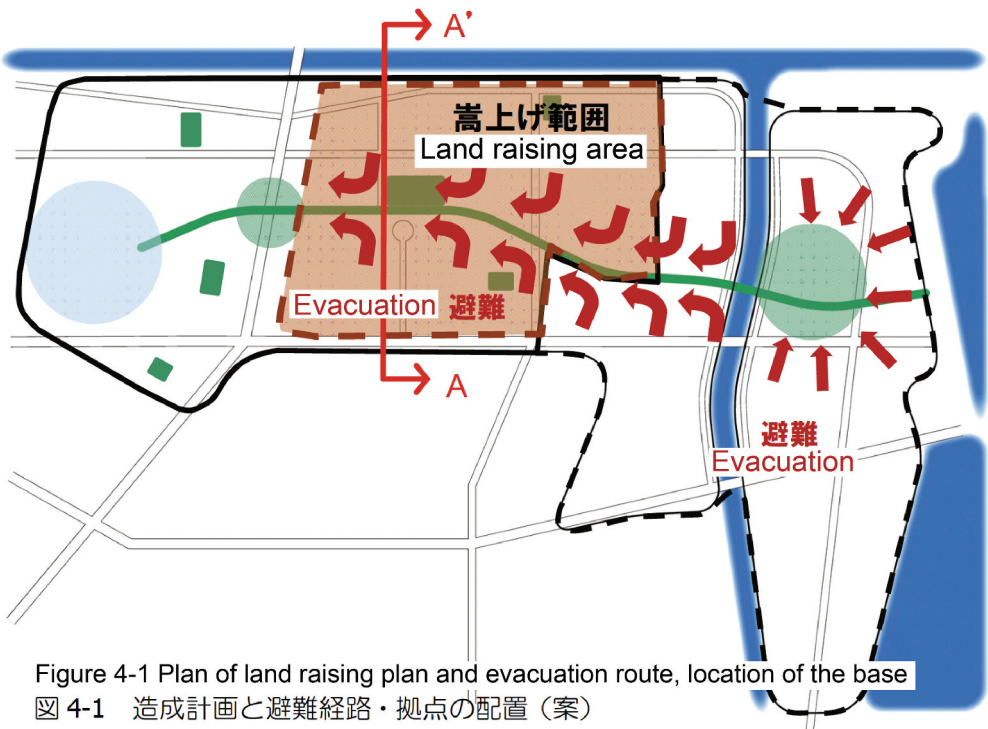 A’
嵩上げ範囲
Land raising area
Evacuation 避難
A
避難
Evacuation
Figure 4-1 Plan of land raising plan and evacuation route, location of the base
図 4-1　造成計画と避難経路・拠点の配置（案）